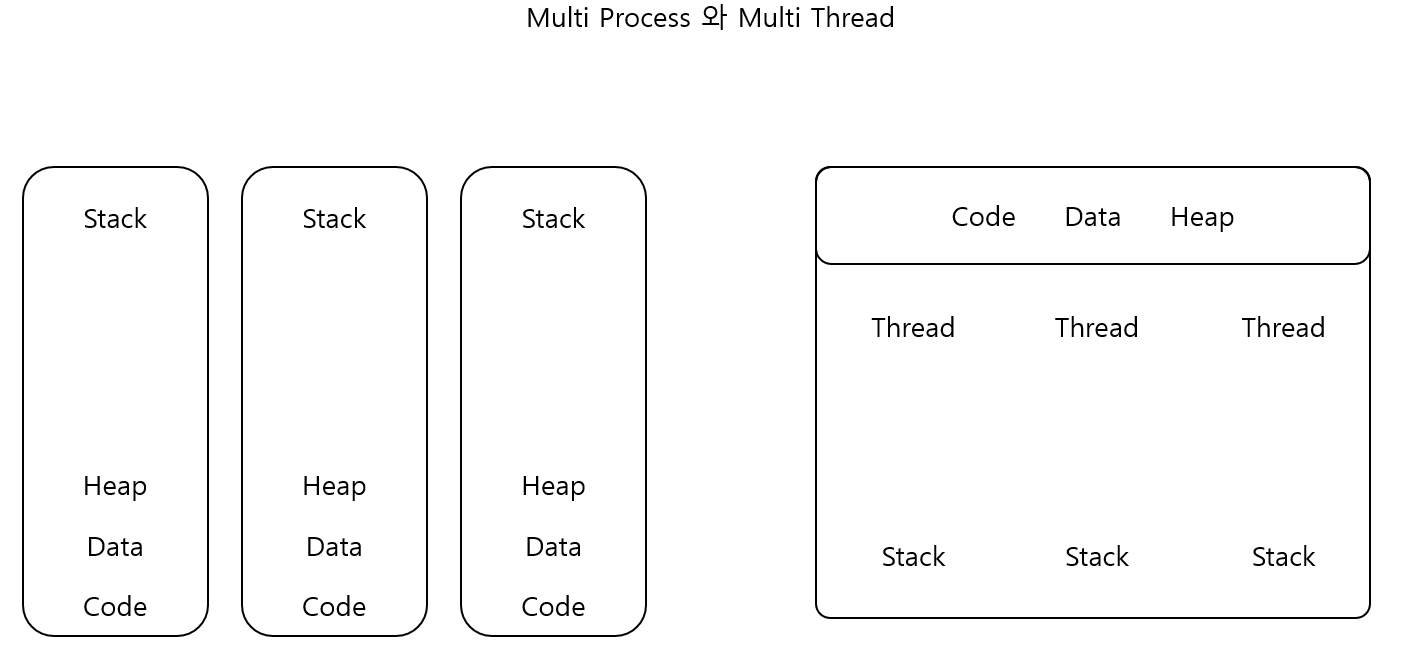 Multi Process 와 Multi Thread
Stack
Heap
Data
Code
Stack
Heap
Data
Code
Stack
Heap
Data
Code
Code Data Heap
Thread Thread Thread
Stack Stack Stack